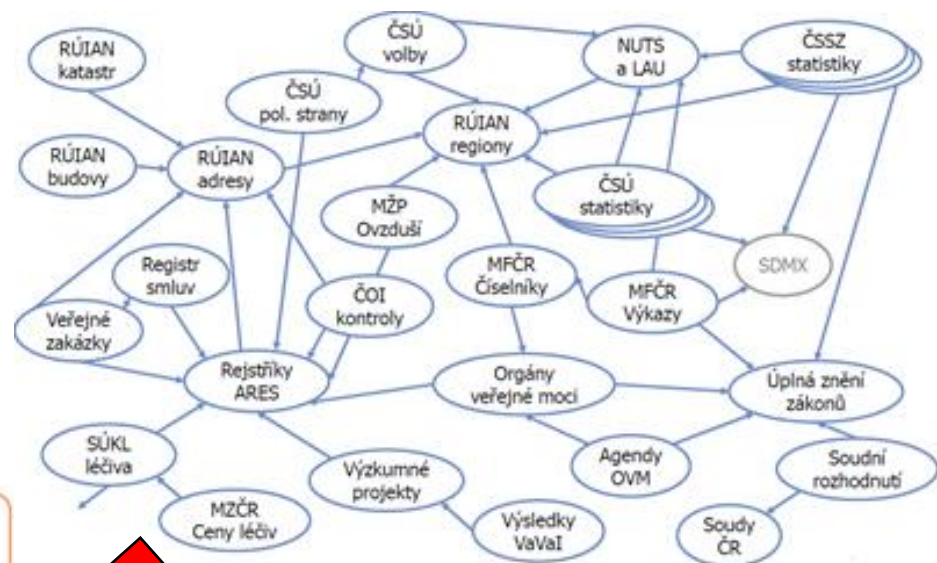 ČSÚ
volby
NUTS
a LAU
ČSSZ
statistiky
RÚIAN
katastr
ČSÚ
pol. strany
RÚIAN
regiony
RÚIAN
budovy
RÚIAN
adresy
ČSÚ
statistiky
MŽP
Ovzduší
Registr
smluv
MFČR
Číselníky
SDMX
ČOI
kontroly
MFČR
Výkazy
Veřejné
zakázky
Rejstříky
ARES
Orgány
veřejné moci
Úplná znění
zákonů
SÚKL
léčiva
Výzkumné
projekty
Agendy
OVM
Soudní
rozhodnutí
MZČR
Ceny léčiv
Výsledky
VaVaI
Soudy
ČR